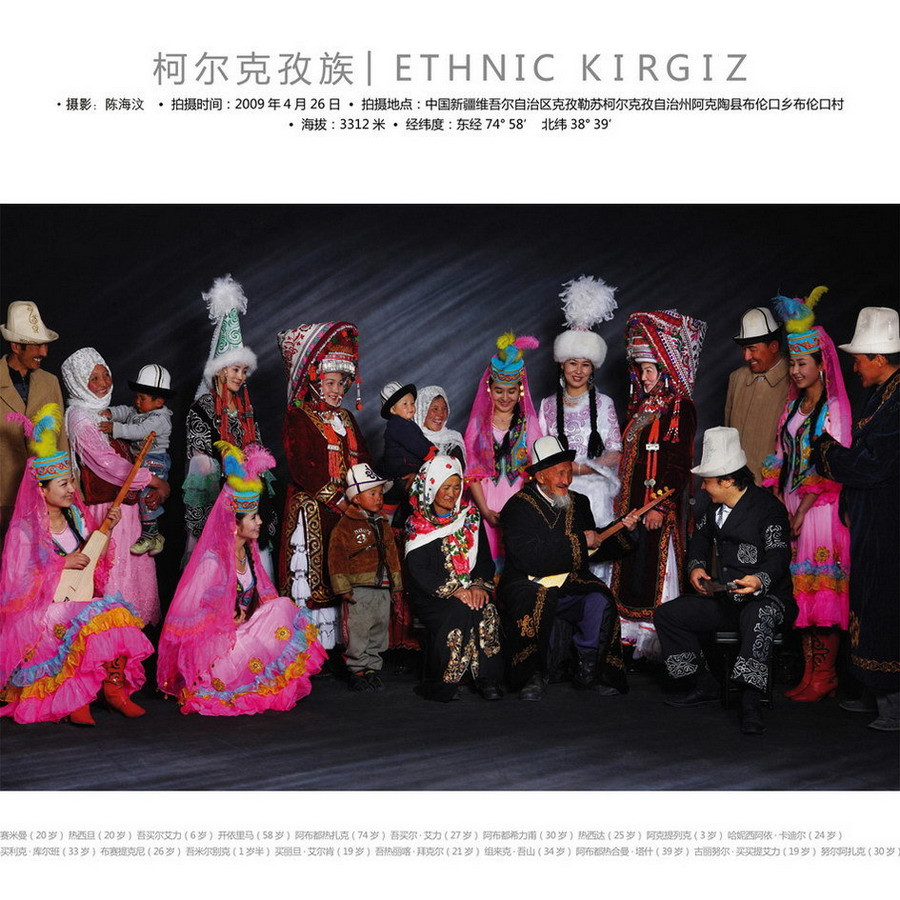 柯尔克孜族 | ETHNIC KIRGIZ
• 摄影：陈海汶 • 拍摄时间：2009 年 4 月 26 日 • 拍摄地点：中国新疆维吾尔自治区克孜勒苏柯尔克孜自治州阿克陶县布伦口乡布伦口村
• 海拔：3312 米 • 经纬度：东经 74° 58′ 北纬 38° 39′
赛米曼（20 岁） 热西旦（20 岁） 吾买尔艾力（6 岁） 开依里马（58 岁） 阿布都热扎克（74 岁） 吾买尔·艾力（27 岁） 阿布都希力甫（30 岁） 热西达（25 岁） 阿克提列克（3 岁） 哈妮西阿依·卡迪尔（24 岁）
买利克·库尔班（33 岁） 布赛提克尼（26 岁） 吾米尔别克（1 岁半） 买丽旦·艾尔肯（19 岁） 吾热丽喀·拜克尔（21 岁） 组来克·吾山（34 岁） 阿布都热合曼·塔什（39 岁） 古丽努尔·买买提艾力（19 岁） 努尔阿扎克（30 岁）